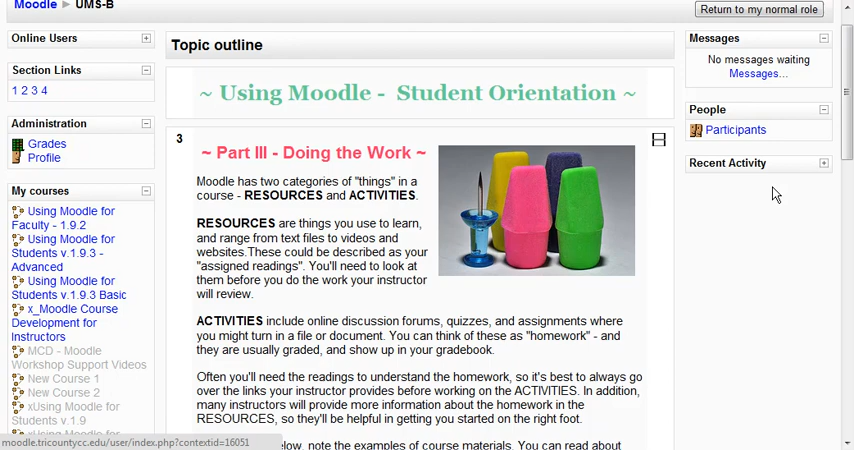 Moodle ► UMS-B
Return to my normal role
Online Users
Section Links
1 2 3 4
Administration
Grades
Profile
My courses
Using Moodle for
Faculty - 1.9.2
Using Moodle for
Students v.1.9.3 -
Advanced
Using Moodle for
Students v.1.9.3 Basic
x_Moodle Course
Development for
Instructors
MCD - Moodle
Workshop Support Videos
New Course 1
New Course 2
xUsing Moodle for
Students v.1.9
moodle.tricountycc.edu/user/index.php?contextid=16051
Topic outline
~ Using Moodle - Student Orientation ~
3
~ Part III - Doing the Work ~
Moodle has two categories of "things" in a
course - RESOURCES and ACTIVITIES.
RESOURCES are things you use to learn,
and range from text files to videos and
websites.These could be described as your
"assigned readings". You'll need to look at
them before you do the work your instructor
will review.
ACTIVITIES include online discussion forums, quizzes, and assignments where
you might turn in a file or document. You can think of these as "homework" - and
they are usually graded, and show up in your gradebook.
Often you'll need the readings to understand the homework, so it's best to always go
over the links your instructor provides before working on the ACTIVITIES. In addition,
many instructors will provide more information about the homework in the
RESOURCES, so they'll be helpful in getting you started on the right foot.
below, note the examples of course materials. You can read about
Messages
No messages waiting
Messages...
People
Participants
Recent Activity